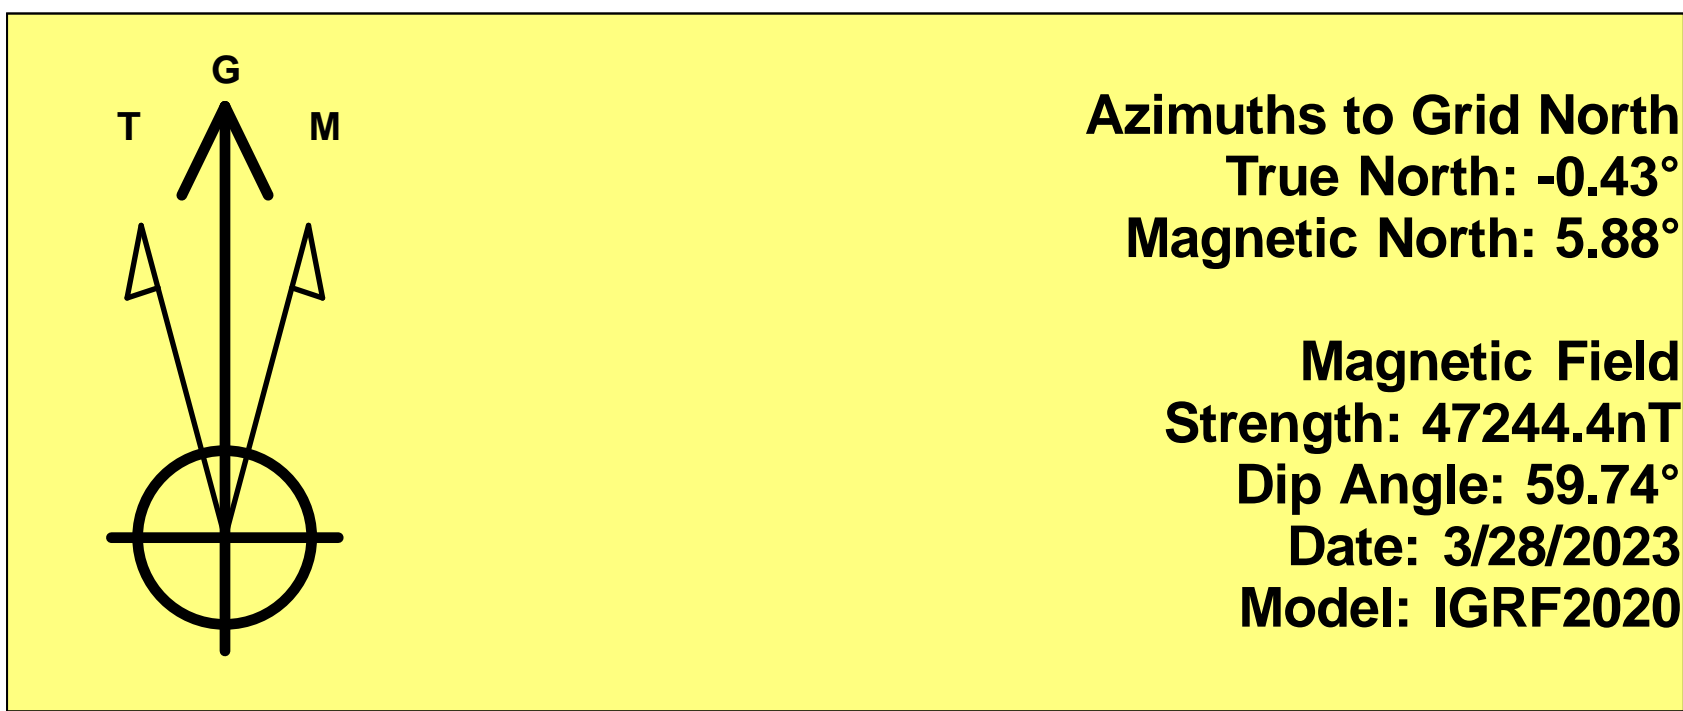 G
T
M
Azimuths to Grid North
True North: -0.43°
Magnetic North: 5.88°
Magnetic Field
Strength: 47244.4nT
Dip Angle: 59.74°
Date: 3/28/2023
Model: IGRF2020